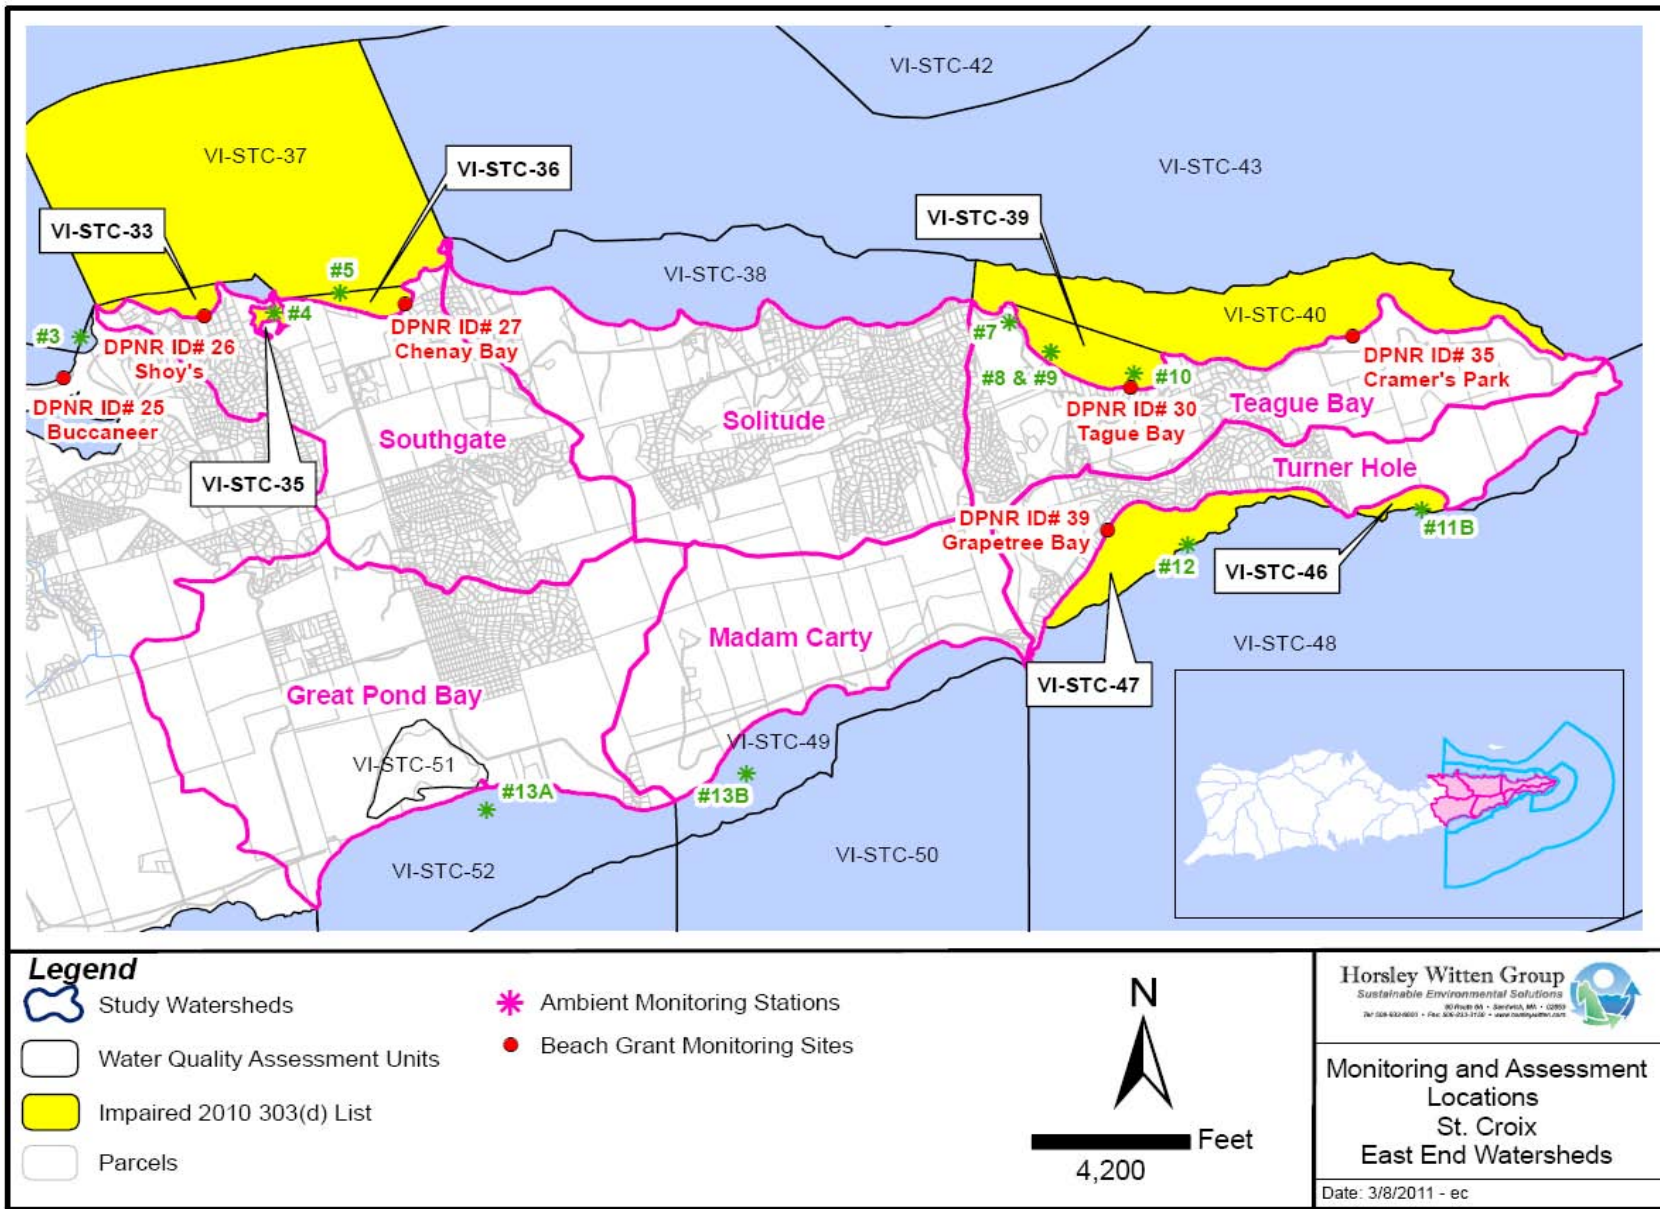 VI-STC-42
VI-STC-37
VI-STC-36
VI-STC-43
VI-STC-33
VI-STC-39
#5
VI-STC-38
#4
VI-STC-40
#3
DPNR ID# 26
Shoy's
DPNR ID# 27
Chenay Bay
#7
#8 & #9
#10
DPNR ID# 35
Cramer's Park
DPNR ID# 25
Buccaneer
DPNR ID# 30
Tague Bay
Teague Bay
Solitude
Southgate
Turner Hole
VI-STC-35
DPNR ID# 39
Grapetree Bay
#11B
#12
VI-STC-46
Madam Carty
VI-STC-48
Great Pond Bay
VI-STC-47
VI-STC-49
VI-STC-51
#13A
#13B
VI-STC-50
VI-STC-52
Legend
Study Watersheds
Water Quality Assessment Units
Impaired 2010 303(d) List
Parcels
Ambient Monitoring Stations
Beach Grant Monitoring Sites
N
Feet
4,200
Horsley Witten Group
Sustainable Environmental Solutions
Monitoring and Assessment
Locations
St. Croix
East End Watersheds
Date: 3/8/2011 - ec